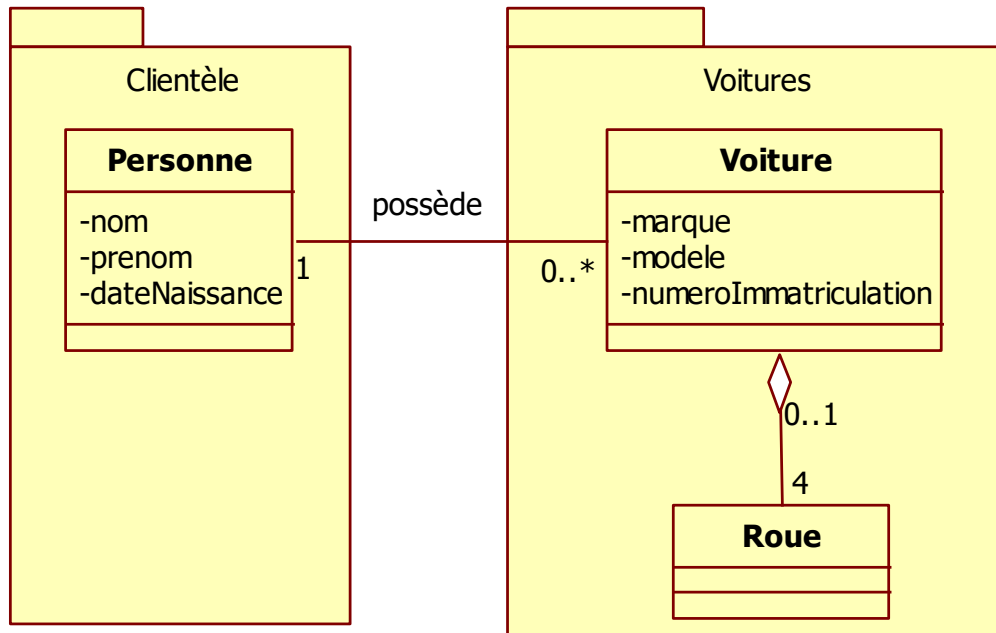 Clientèle
Personne
-nom
-prenom
-dateNaissance
1
possède
0..*
Voitures
Voiture
-marque
-modele
-numeroImmatriculation
0..1
4
Roue